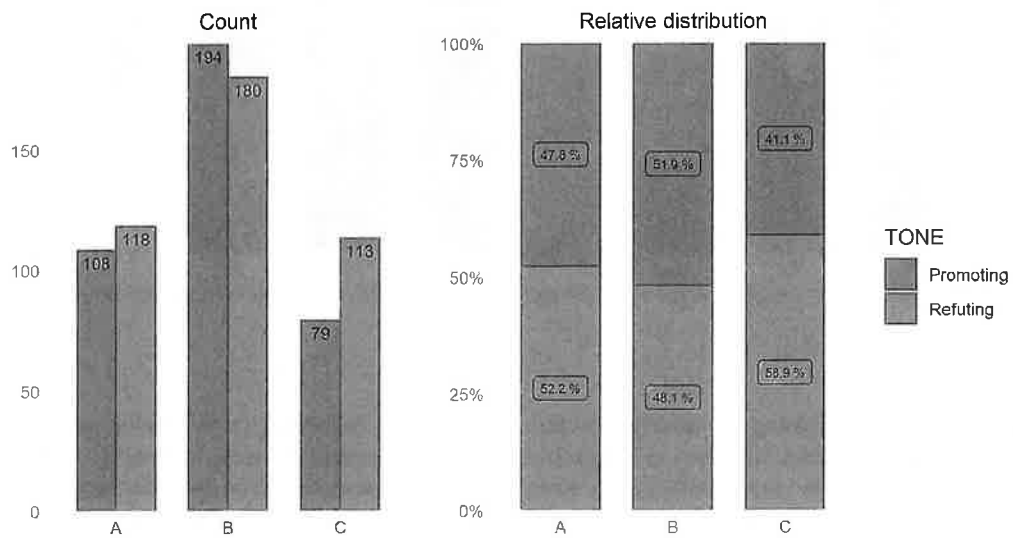 Count
Relative distribution
150
100
50
0
108
118
194
180
79
113
A
B
C
100%
75%
50%
25%
0%
47.8 %
51.9 %
41.1 %
52.2 %
48.1 %
58.9 %
A
B
C
TONE
Promoting
Refuting